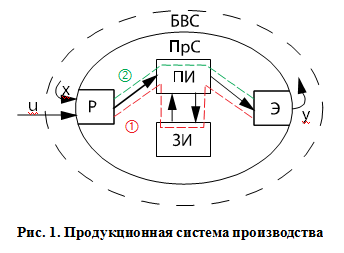 БВС
ПрС
②
ПИ
x
u
Р
Э
y
①
ЗИ
Рис. 1. Продукционная система производства